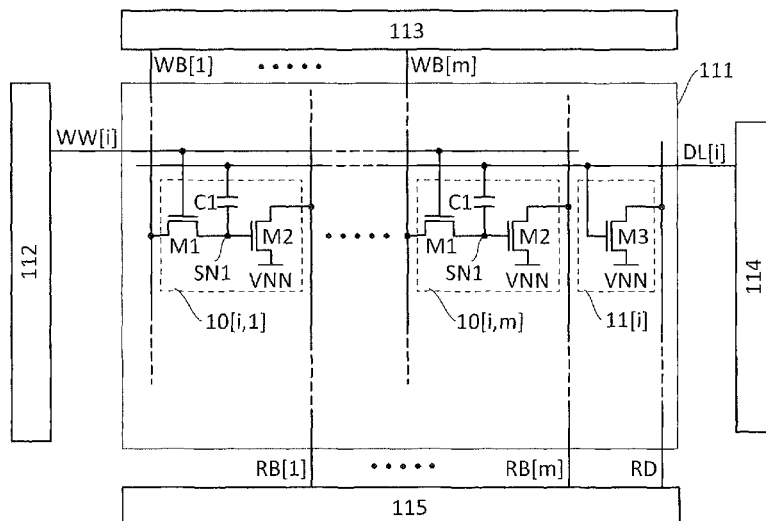 113
WB[1]
WB[m]
111
WW[i]
DL[i]
C1
C1
M1
M2
M1
M2
M3
SN1
VNN
SN1
VNN
VNN
112
114
10[i,1]
10[i,m]
11[i]
RB[1]
RB[m]
RD
115